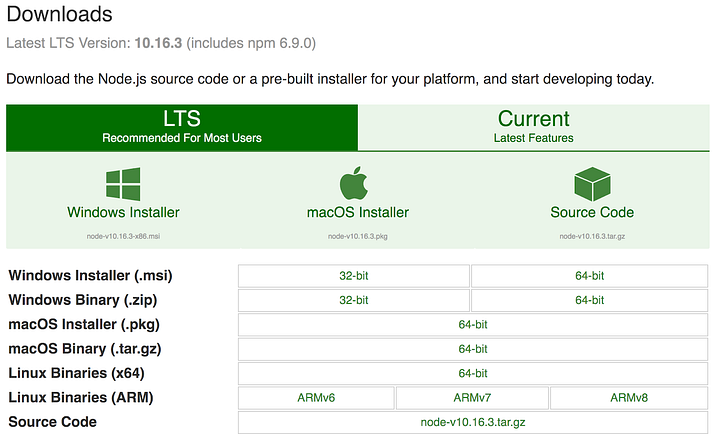 Downloads
Latest LTS Version: 10.16.3 (includes npm 6.9.0)
Download the Node.js source code or a pre-built installer for your platform, and start developing today.
LTS
Recommended For Most Users
Current
Latest Features
Windows Installer
node-v10.16.3-x86.msi
macOS Installer
node-v10.16.3.pkg
Source Code
node-v10.16.3.tar.gz
Windows Installer (.msi) 32-bit 64-bit
Windows Binary (.zip) 32-bit 64-bit
macOS Installer (.pkg) 64-bit
macOS Binary (.tar.gz) 64-bit
Linux Binaries (x64) 64-bit
Linux Binaries (ARM) ARMv6 ARMv7 ARMv8
Source Code node-v10.16.3.tar.gz